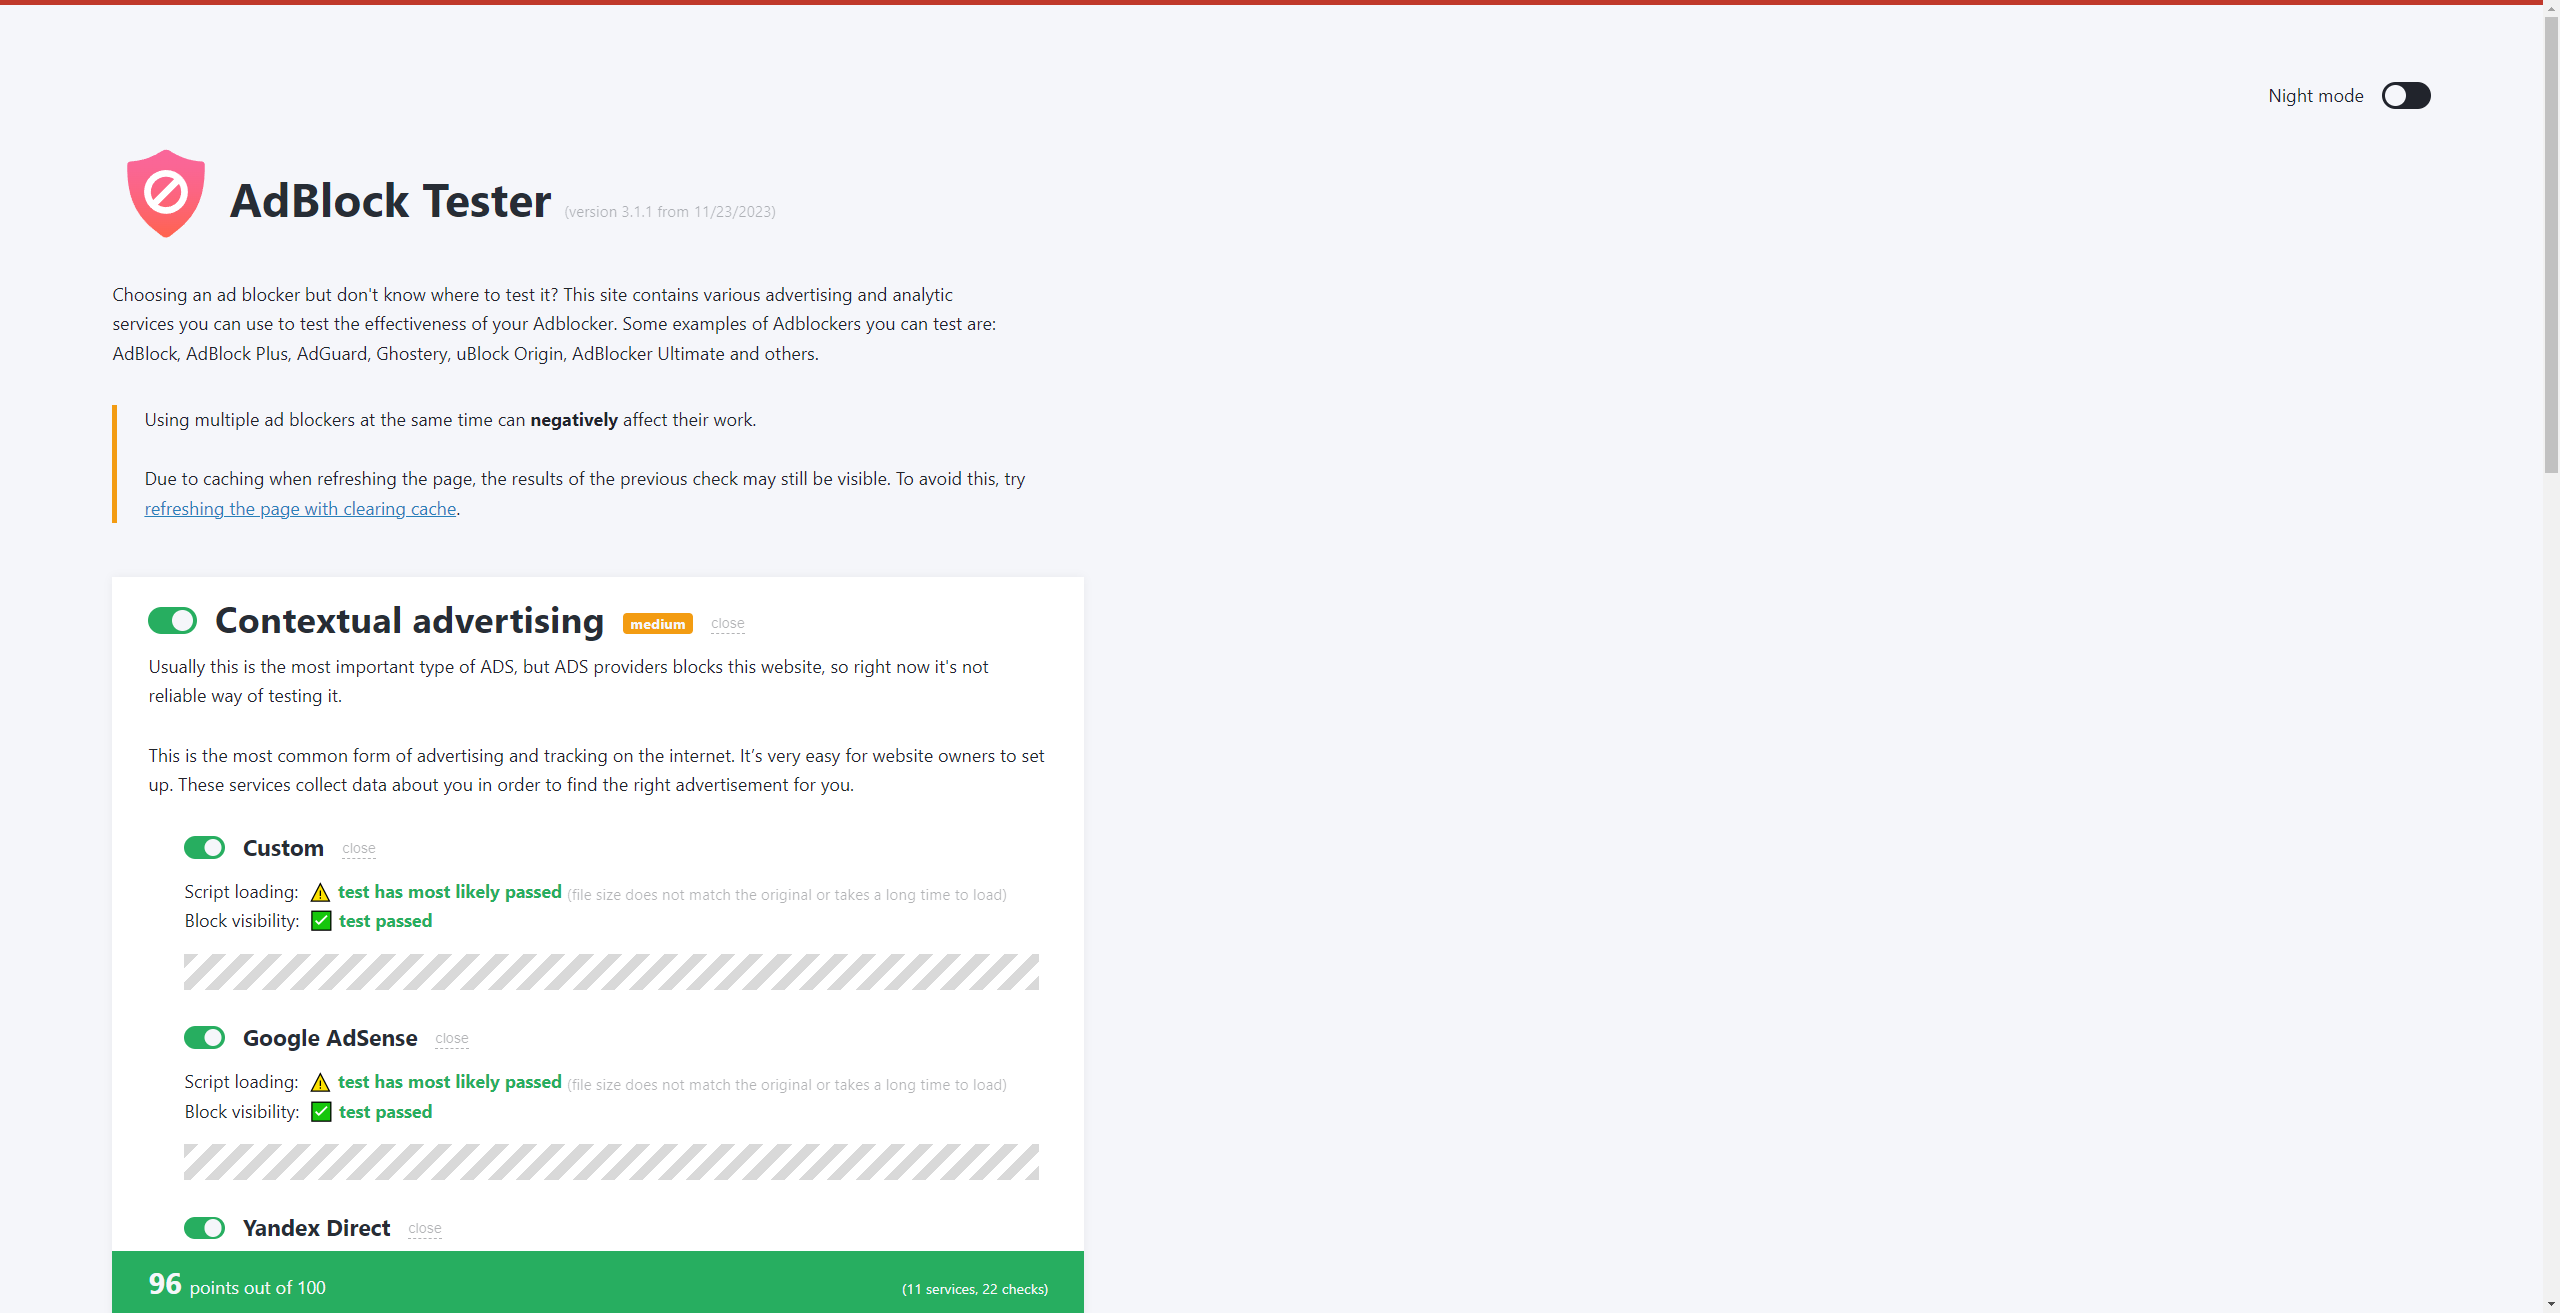 Night mode
AdBlock Tester (version 3.1.1 from 11/23/2023)
Choosing an ad blocker but don't know where to test it? This site contains various advertising and analytic
services you can use to test the effectiveness of your Adblocker. Some examples of Adblockers you can test are:
AdBlock, AdBlock Plus, AdGuard, Ghostery, uBlock Origin, AdBlocker Ultimate and others.
Using multiple ad blockers at the same time can negatively affect their work.
Due to caching when refreshing the page, the results of the previous check may still be visible. To avoid this, try
refreshing the page with clearing cache.
Contextual advertising medium close
Usually this is the most important type of ADS, but ADS providers blocks this website, so right now it's not
reliable way of testing it.
This is the most common form of advertising and tracking on the internet. It’s very easy for website owners to set
up. These services collect data about you in order to find the right advertisement for you.
Custom close
Script loading: ⚠ test has most likely passed (file size does not match the original or takes a long time to load)
Block visibility: ✅ test passed
Google AdSense close
Script loading: ⚠ test has most likely passed (file size does not match the original or takes a long time to load)
Block visibility: ✅ test passed
Yandex Direct close
96 points out of 100 (11 services, 22 checks)